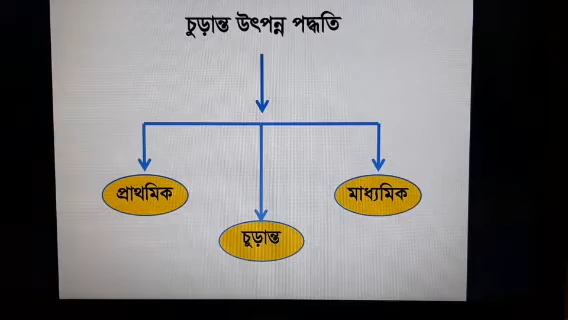 চুড়ান্ত উৎপন্ন পদ্ধতি
প্রাথমিক
মাধ্যমিক
চুড়ান্ত